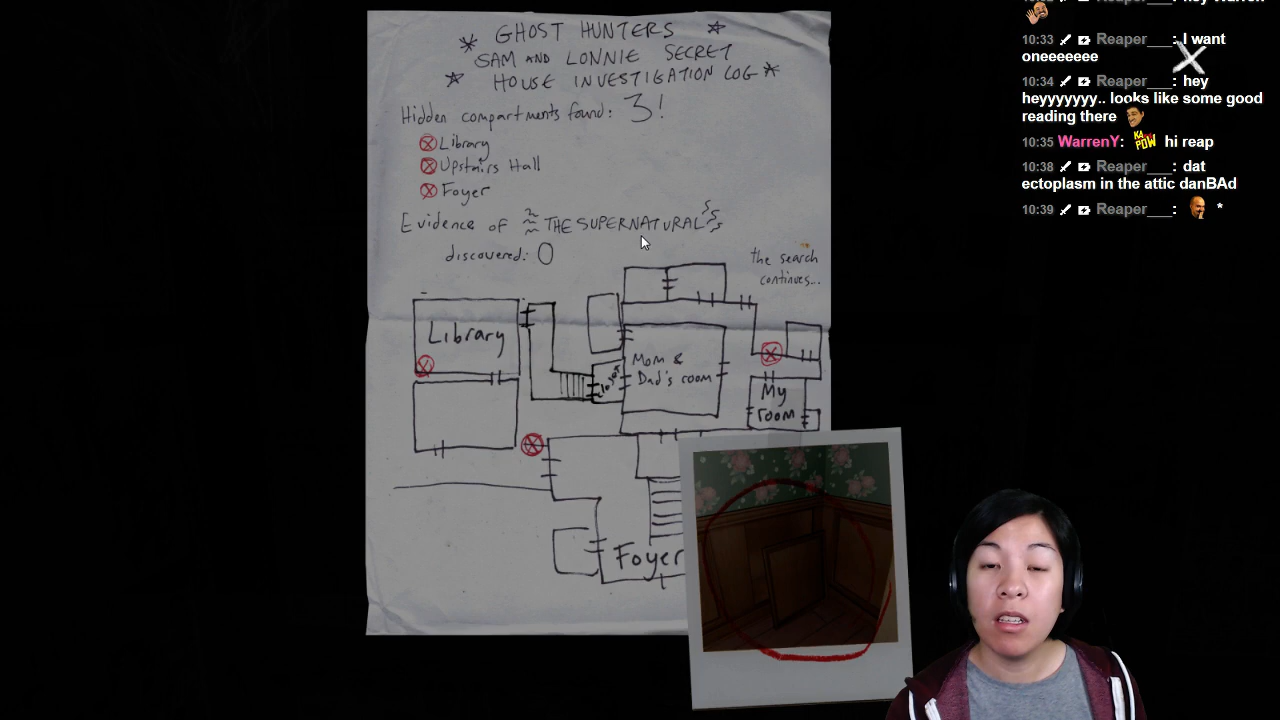 GHOST HUNTERS
SAM AND LONNIE SECRET
HOUSE INVESTIGATION LOG
Hidden compartments found: 3!
Library
Upstairs Hall
Foyer
Evidence of THE SUPERNATURAL
discovered: 0
the search
continues...
Library
Mom &
Dad's room
closet
My
room
Foyer
10:33 Reaper___: I want
oneeeeeee
10:34 Reaper___: hey
heyyyyyyy.. looks like some good
reading there
10:35 WarrenY: KA POW hi reap
10:38 Reaper___: dat
ectoplasm in the attic danBAd
10:39 Reaper___: *